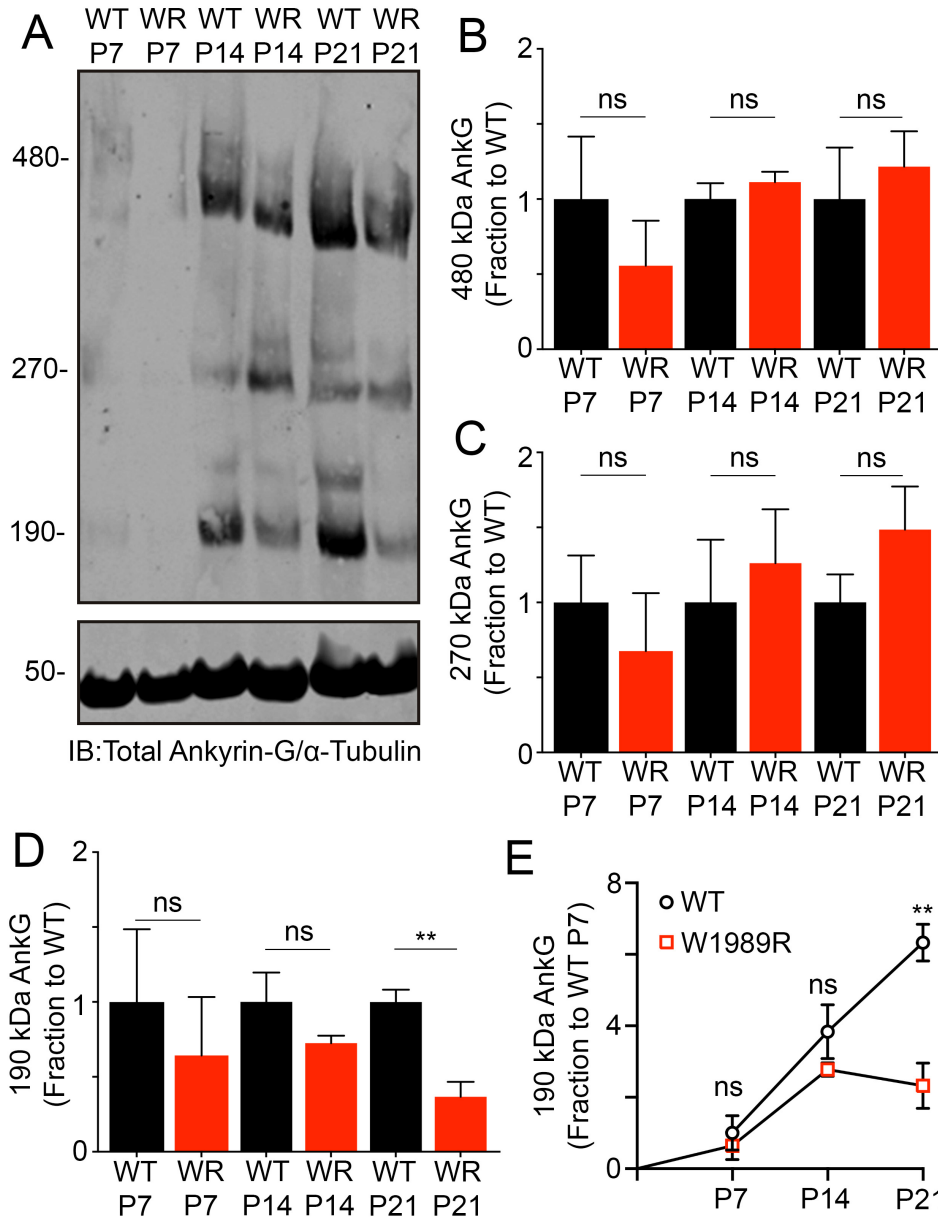 A
WT WR WT WR WT WR
P7 P7 P14 P14 P21 P21
480-
270-
190-
50-
IB:Total Ankyrin-G/α-Tubulin
B
480 kDa AnkG
(Fraction to WT)
2
1
0
ns ns ns
WT WR WT WR WT WR
P7 P7 P14 P14 P21 P21
C
270 kDa AnkG
(Fraction to WT)
2
1
0
ns ns ns
WT WR WT WR WT WR
P7 P7 P14 P14 P21 P21
D
190 kDa AnkG
(Fraction to WT)
2
1
0
ns ns **
WT WR WT WR WT WR
P7 P7 P14 P14 P21 P21
E
190 kDa AnkG
(Fraction to WT P7)
8
4
0
WT
W1989R
ns ns **
P7 P14 P21